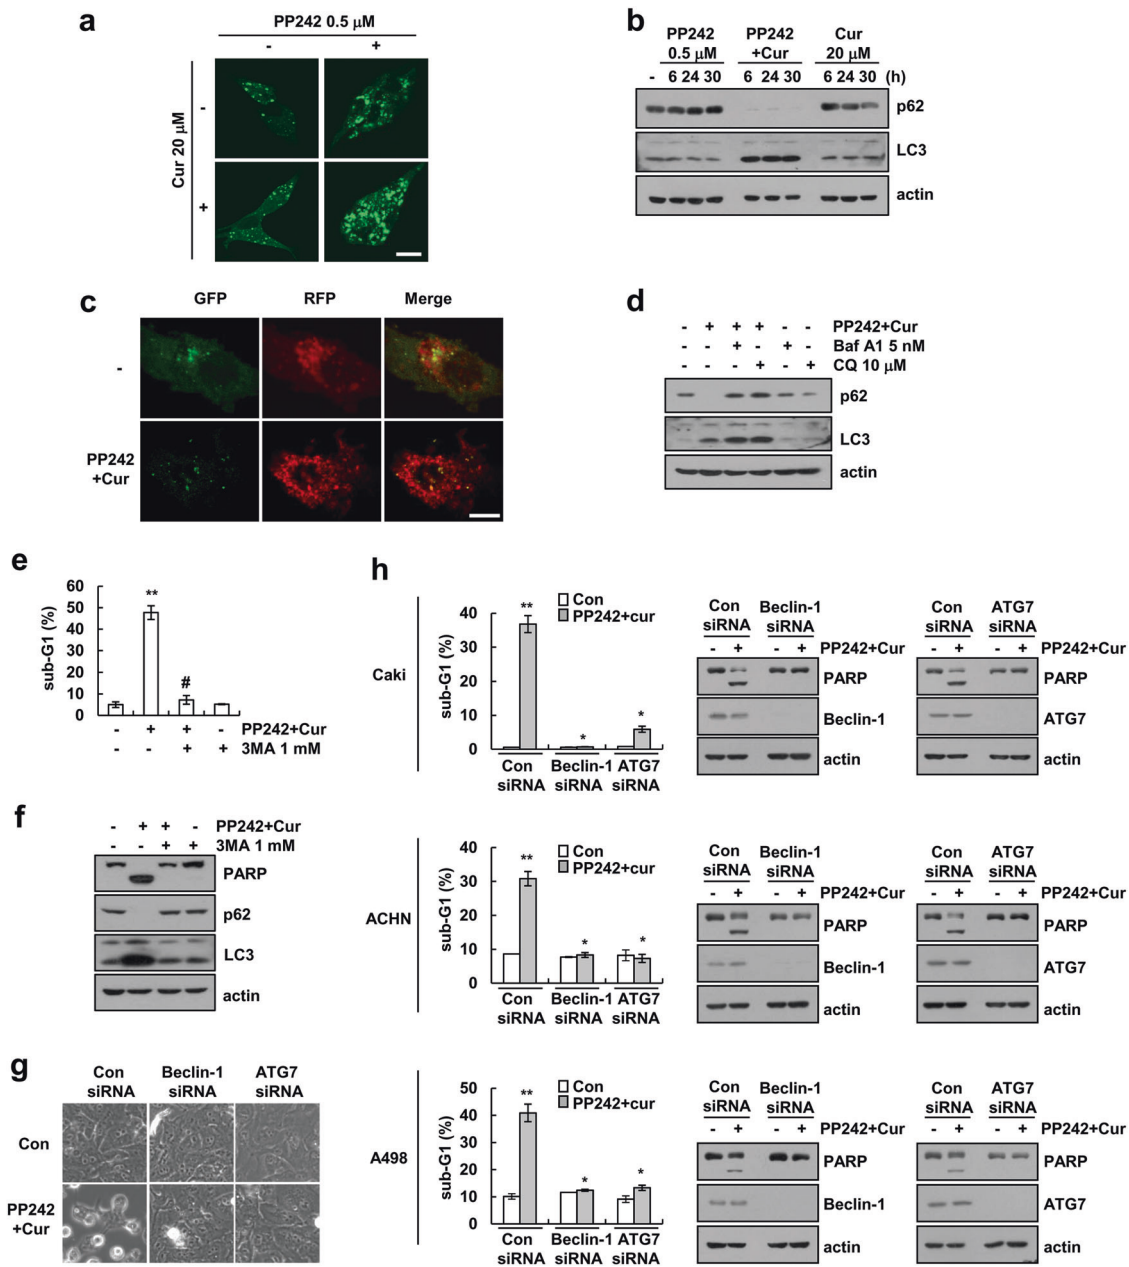 a
PP242 0.5 μM
- +
Cur 20 μM
-
+
b
PP242 PP242 Cur
0.5 μM +Cur 20 μM
- 6 24 30 6 24 30 6 24 30 (h)
p62
LC3
actin
c
GFP RFP Merge
-
PP242
+Cur
d
- + + + - - PP242+Cur
- - + - + - Baf A1 5 nM
- - - + - + CQ 10 μM
p62
LC3
actin
e
sub-G1 (%)
60
50
40
30
20
10
0
**
#
- + + - PP242+Cur
- - + + 3MA 1 mM
f
- + + - PP242+Cur
- - + + 3MA 1 mM
PARP
p62
LC3
actin
g
Con Beclin-1 ATG7
siRNA siRNA siRNA
Con
PP242
+Cur
h
Caki
sub-G1 (%)
40
30
20
10
0
Con
PP242+cur
**
*
*
Con Beclin-1 ATG7
siRNA siRNA siRNA
Con Beclin-1
siRNA siRNA
- + - + PP242+Cur
PARP
Beclin-1
actin
Con ATG7
siRNA siRNA
- + - + PP242+Cur
PARP
ATG7
actin
ACHN
sub-G1 (%)
40
30
20
10
0
Con
PP242+cur
**
*
*
Con Beclin-1 ATG7
siRNA siRNA siRNA
Con Beclin-1
siRNA siRNA
- + - + PP242+Cur
PARP
Beclin-1
actin
Con ATG7
siRNA siRNA
- + - + PP242+Cur
PARP
ATG7
actin
A498
sub-G1 (%)
50
40
30
20
10
0
Con
PP242+cur
**
*
*
Con Beclin-1 ATG7
siRNA siRNA siRNA
Con Beclin-1
siRNA siRNA
- + - + PP242+Cur
PARP
Beclin-1
actin
Con ATG7
siRNA siRNA
- + - + PP242+Cur
PARP
ATG7
actin